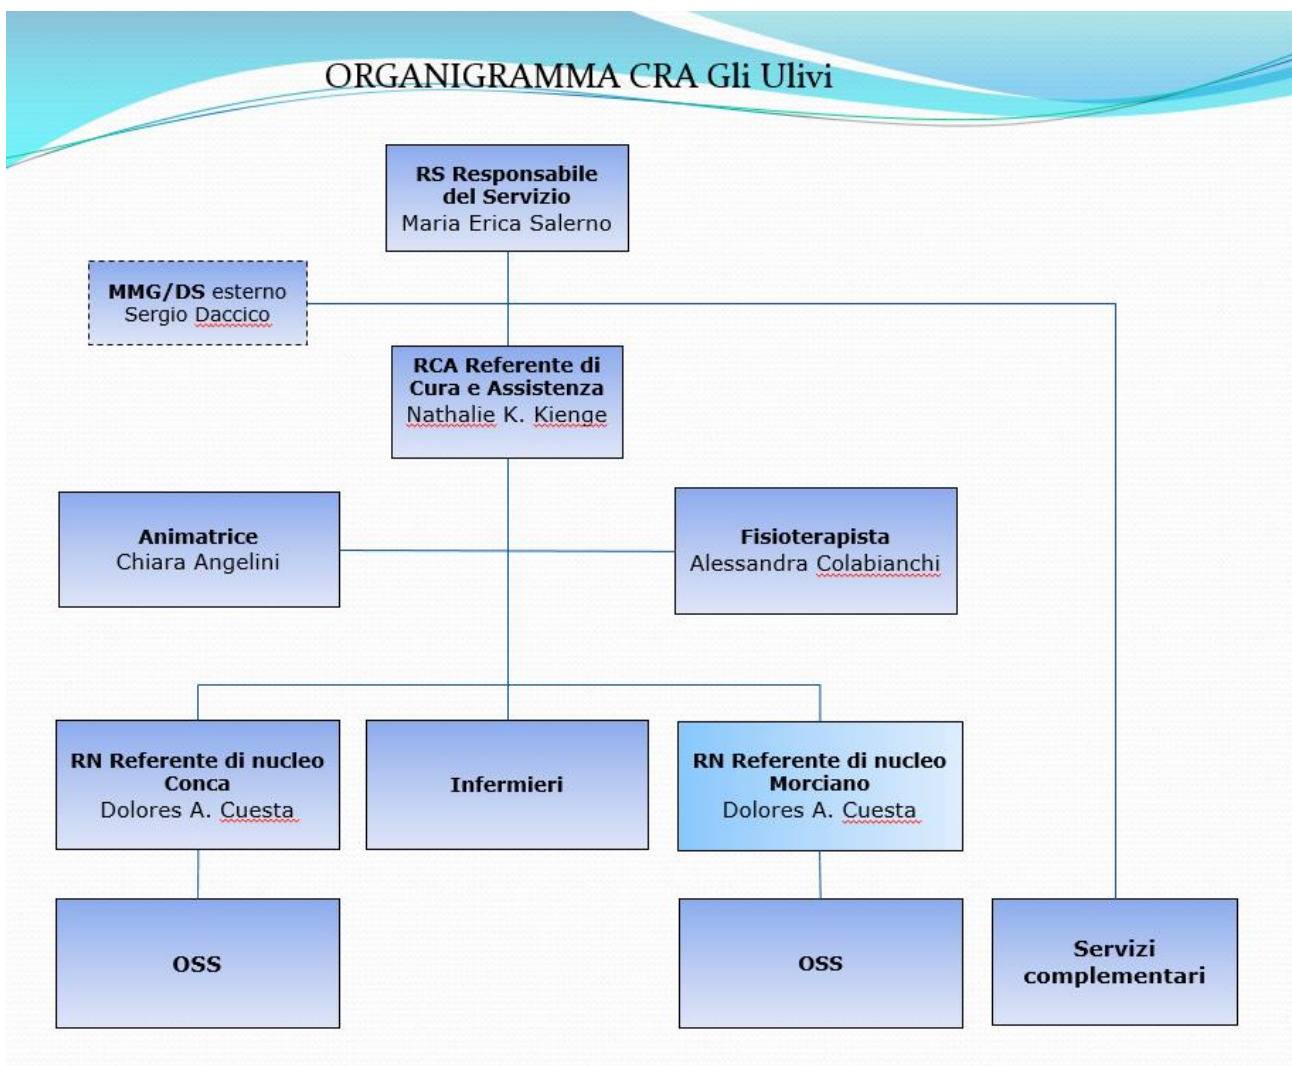 ORGANIGRAMMA CRA Gli Ulivi
RS Responsabile
del Servizio
Maria Erica Salerno
MMG/DS esterno
Sergio Daccico
RCA Referente di
Cura e Assistenza
Nathalie K. Kienge
Animatrice
Chiara Angelini
Fisioterapista
Alessandra Colabianchi
RN Referente di nucleo
Conca
Dolores A. Cuesta
Infermieri
RN Referente di nucleo
Morciano
Dolores A. Cuesta
OSS
OSS
Servizi
complementari